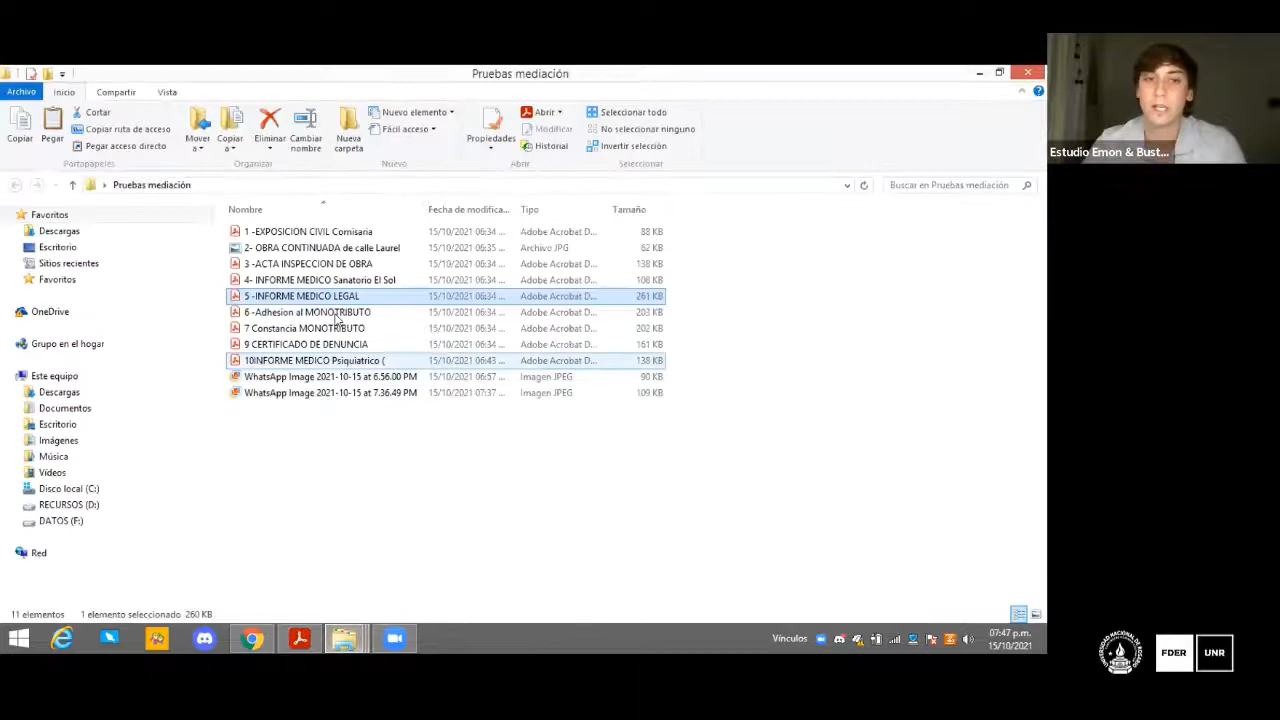 Pruebas mediación
Archivo Inicio Compartir Vista
Copiar
Pegar
Cortar
Copiar ruta de acceso
Pegar acceso directo
Portapapeles
Mover a
Copiar a
Eliminar
Cambiar nombre
Organizar
Nueva carpeta
Nuevo elemento
Fácil acceso
Nuevo
Propiedades
Abrir
Modificar
Historial
Abrir
Seleccionar todo
No seleccionar ninguno
Invertir selección
Seleccionar
Estudio Emon & Bust...
Pruebas mediación
Buscar en Pruebas mediación
Favoritos
Descargas
Escritorio
Sitios recientes
Favoritos
OneDrive
Grupo en el hogar
Este equipo
Descargas
Documentos
Escritorio
Imágenes
Música
Vídeos
Disco local (C:)
RECURSOS (D:)
DATOS (F:)
Red
Nombre Fecha de modifica... Tipo Tamaño
1 -EXPOSICION CIVIL Comisaria 15/10/2021 06:34 ... Adobe Acrobat D... 88 KB
2- OBRA CONTINUADA de calle Laurel 15/10/2021 06:35 ... Archivo JPG 62 KB
3 -ACTA INSPECCION DE OBRA 15/10/2021 06:34 ... Adobe Acrobat D... 138 KB
4- INFORME MEDICO Sanatorio El Sol 15/10/2021 06:34 ... Adobe Acrobat D... 108 KB
5 -INFORME MEDICO LEGAL 15/10/2021 06:34 ... Adobe Acrobat D... 261 KB
6 -Adhesion al MONOTRIBUTO 15/10/2021 06:34 ... Adobe Acrobat D... 203 KB
7 Constancia MONOTRIBUTO 15/10/2021 06:34 ... Adobe Acrobat D... 202 KB
9 CERTIFICADO DE DENUNCIA 15/10/2021 06:34 ... Adobe Acrobat D... 161 KB
10INFORME MEDICO Psiquiatrico ( 15/10/2021 06:43 ... Adobe Acrobat D... 138 KB
WhatsApp Image 2021-10-15 at 6.56.00 PM 15/10/2021 06:57 ... Imagen JPEG 90 KB
WhatsApp Image 2021-10-15 at 7.36.49 PM 15/10/2021 07:37 ... Imagen JPEG 109 KB
11 elementos 1 elemento seleccionado 260 KB
Vínculos
07:47 p.m.
15/10/2021
FDER UNR